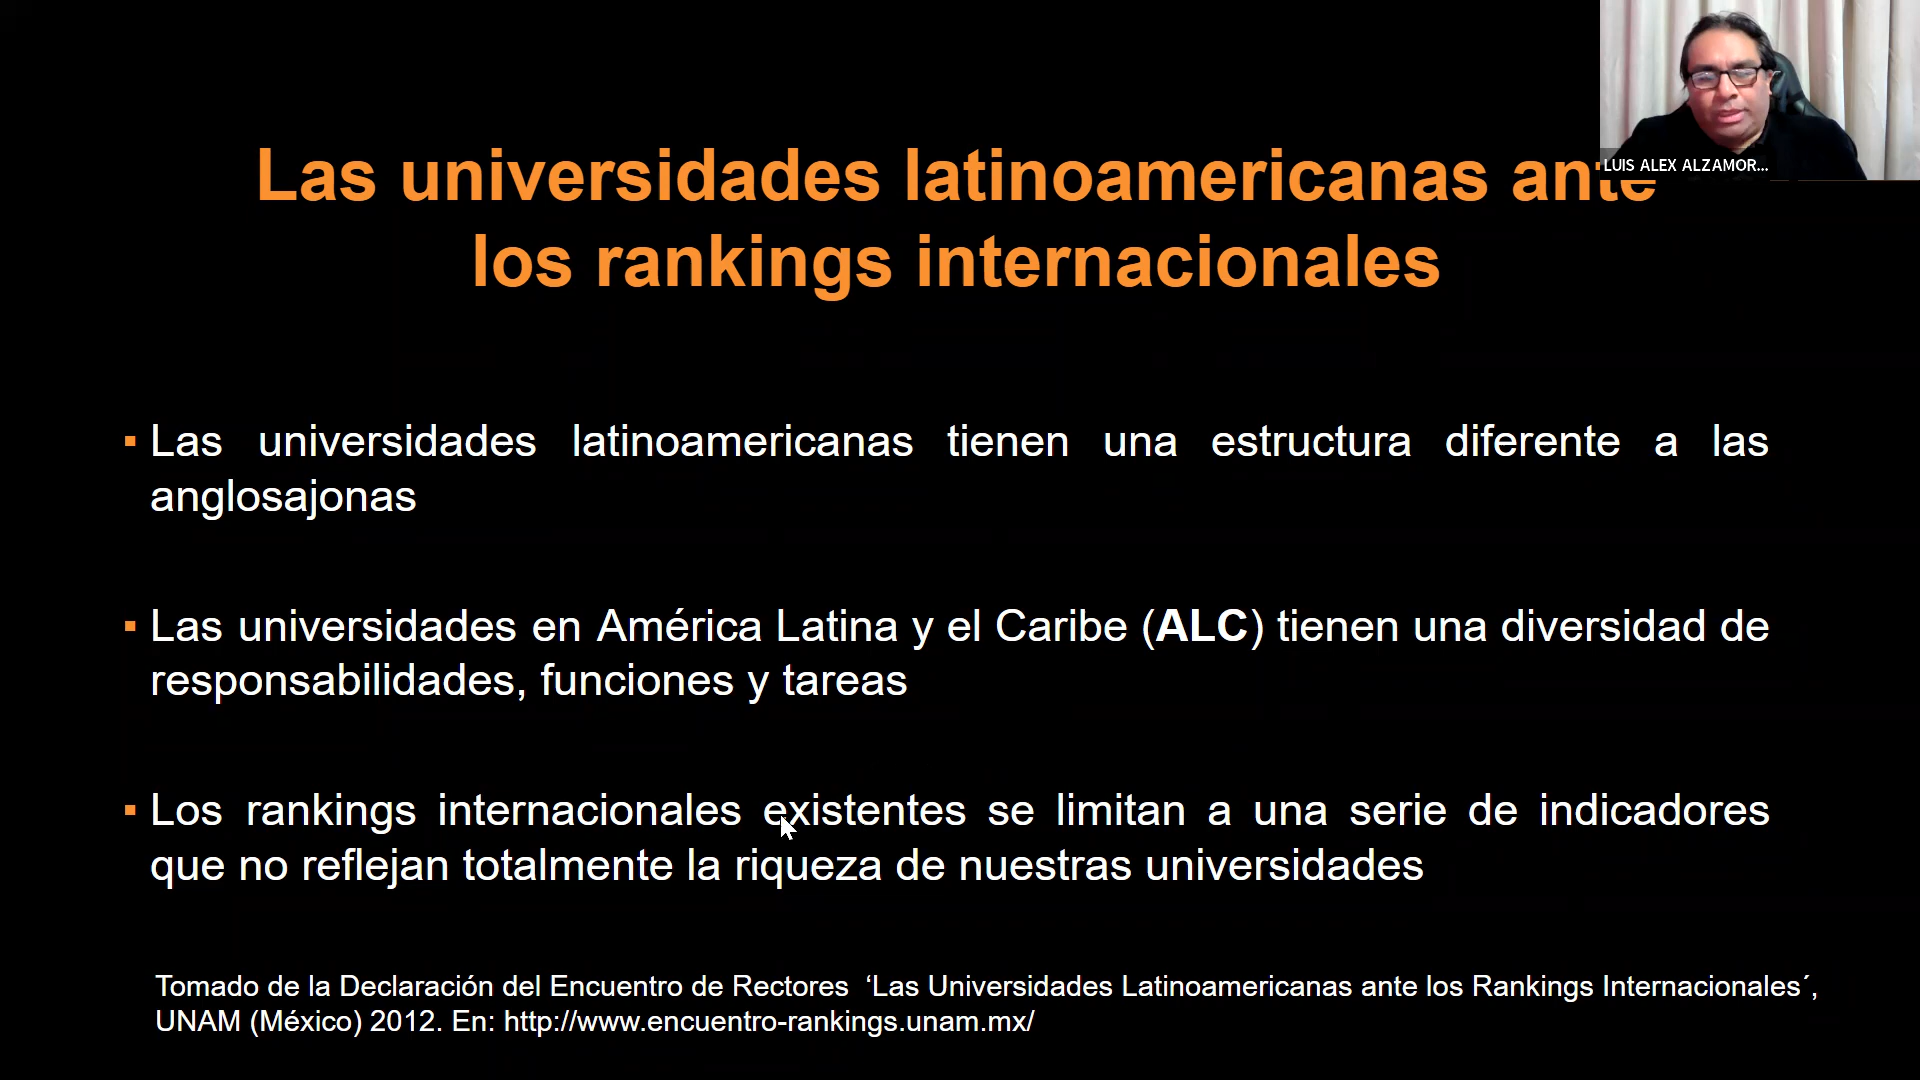 Las universidades latinoamericanas ante
los rankings internacionales
LUIS ALEX ALZAMOR...
▪ Las universidades latinoamericanas tienen una estructura diferente a las
anglosajonas
▪ Las universidades en América Latina y el Caribe (ALC) tienen una diversidad de
responsabilidades, funciones y tareas
▪ Los rankings internacionales existentes se limitan a una serie de indicadores
que no reflejan totalmente la riqueza de nuestras universidades
Tomado de la Declaración del Encuentro de Rectores ‘Las Universidades Latinoamericanas ante los Rankings Internacionales´,
UNAM (México) 2012. En: http://www.encuentro-rankings.unam.mx/